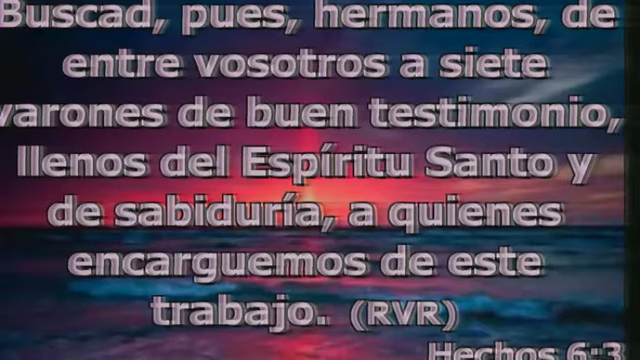 Buscad, pues, hermanos, de
entre vosotros a siete
varones de buen testimonio,
llenos del Espíritu Santo y
de sabiduría, a quienes
encarguemos de este
trabajo. (RVR)
Hechos 6:3